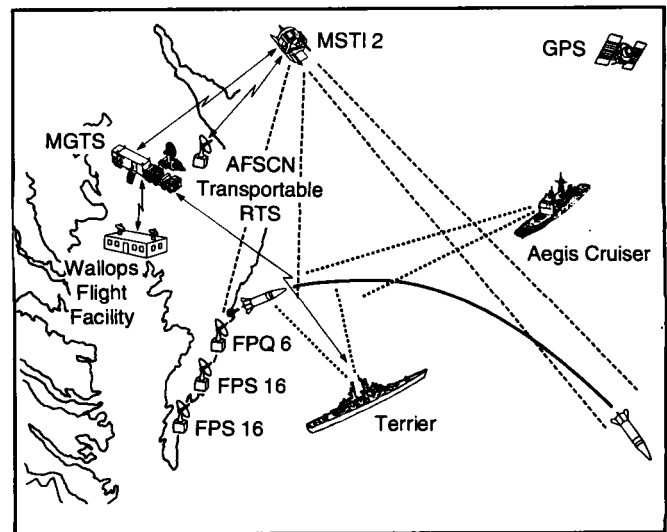 MSTI 2
GPS
MGTS
AFSCN
Transportable
RTS
Aegis Cruiser
Wallops
Flight
Facility
FPQ 6
FPS 16
Terrier
FPS 16